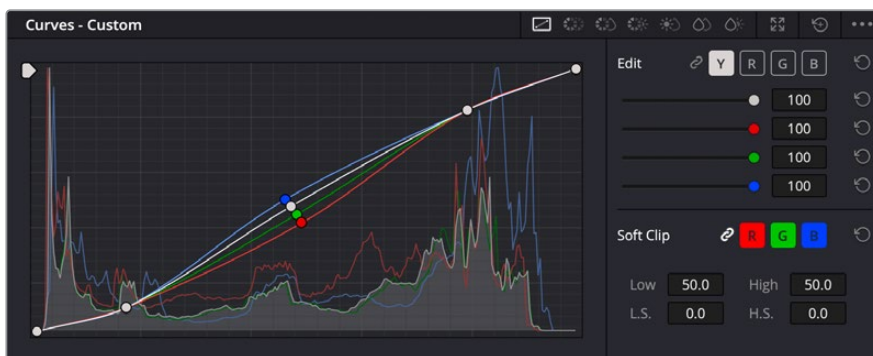 Curves - Custom
Edit Y R G B
100
100
100
100
Soft Clip R G B
Low 50.0 High 50.0
L.S. 0.0 H.S. 0.0